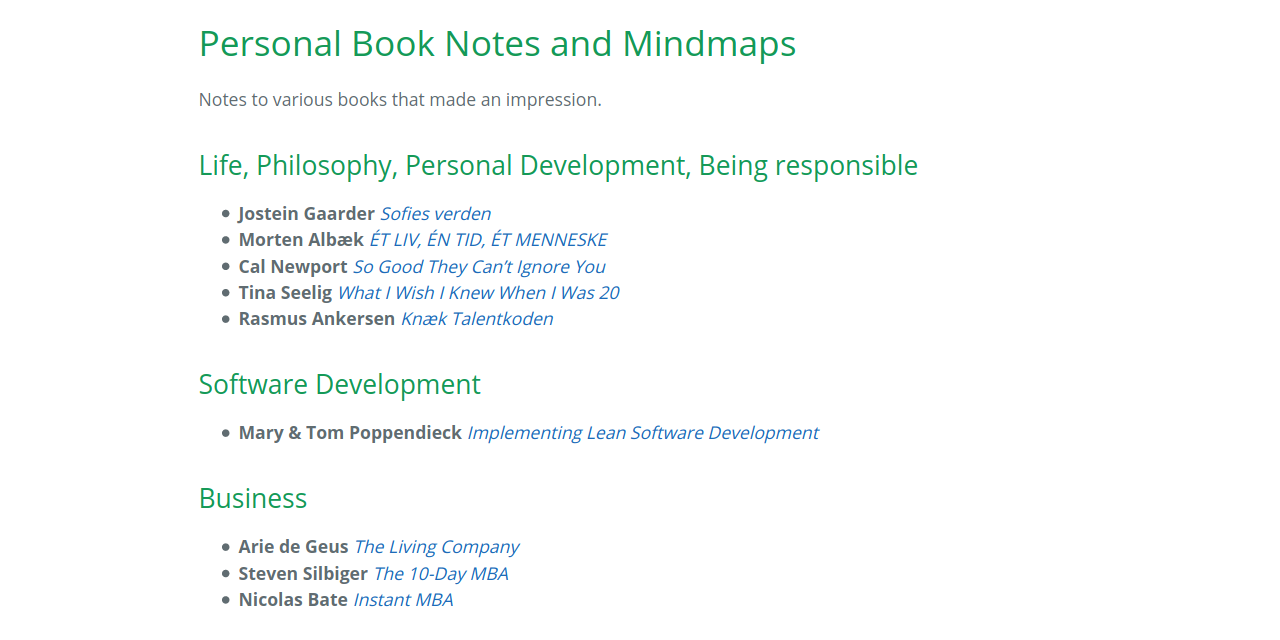 Personal Book Notes and Mindmaps
Notes to various books that made an impression.
Life, Philosophy, Personal Development, Being responsible
Jostein Gaarder Sofies verden
Morten Albæk ÉT LIV, ÉN TID, ÉT MENNESKE
Cal Newport So Good They Can’t Ignore You
Tina Seelig What I Wish I Knew When I Was 20
Rasmus Ankersen Knæk Talentkoden
Software Development
Mary & Tom Poppendieck Implementing Lean Software Development
Business
Arie de Geus The Living Company
Steven Silbiger The 10-Day MBA
Nicolas Bate Instant MBA